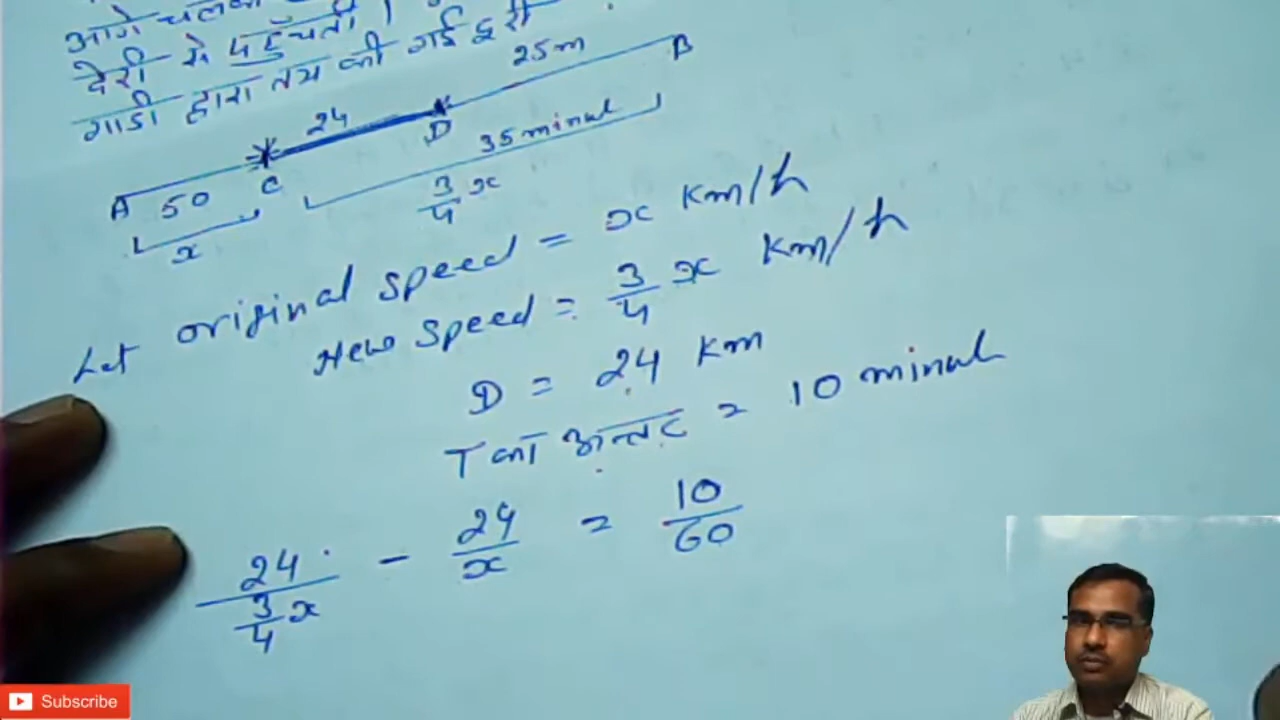 आगे चलकर
देरी से पहुँचती ।
गाडी द्वारा तय की गई दूरी
25m B
24 D
35 minut
A 50 C
3/4 x
x
Let original speed = x km/h
New speed = 3/4 x km/h
D = 24 km
T का अन्तर = 10 minut
24/(3/4 x) - 24/x = 10/60
Subscribe